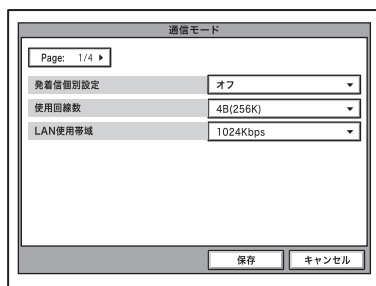 通信モード
Page: 1/4
発着信個別設定 オフ
使用回線数 4B(256K)
LAN使用帯域 1024Kbps
保存 キャンセル